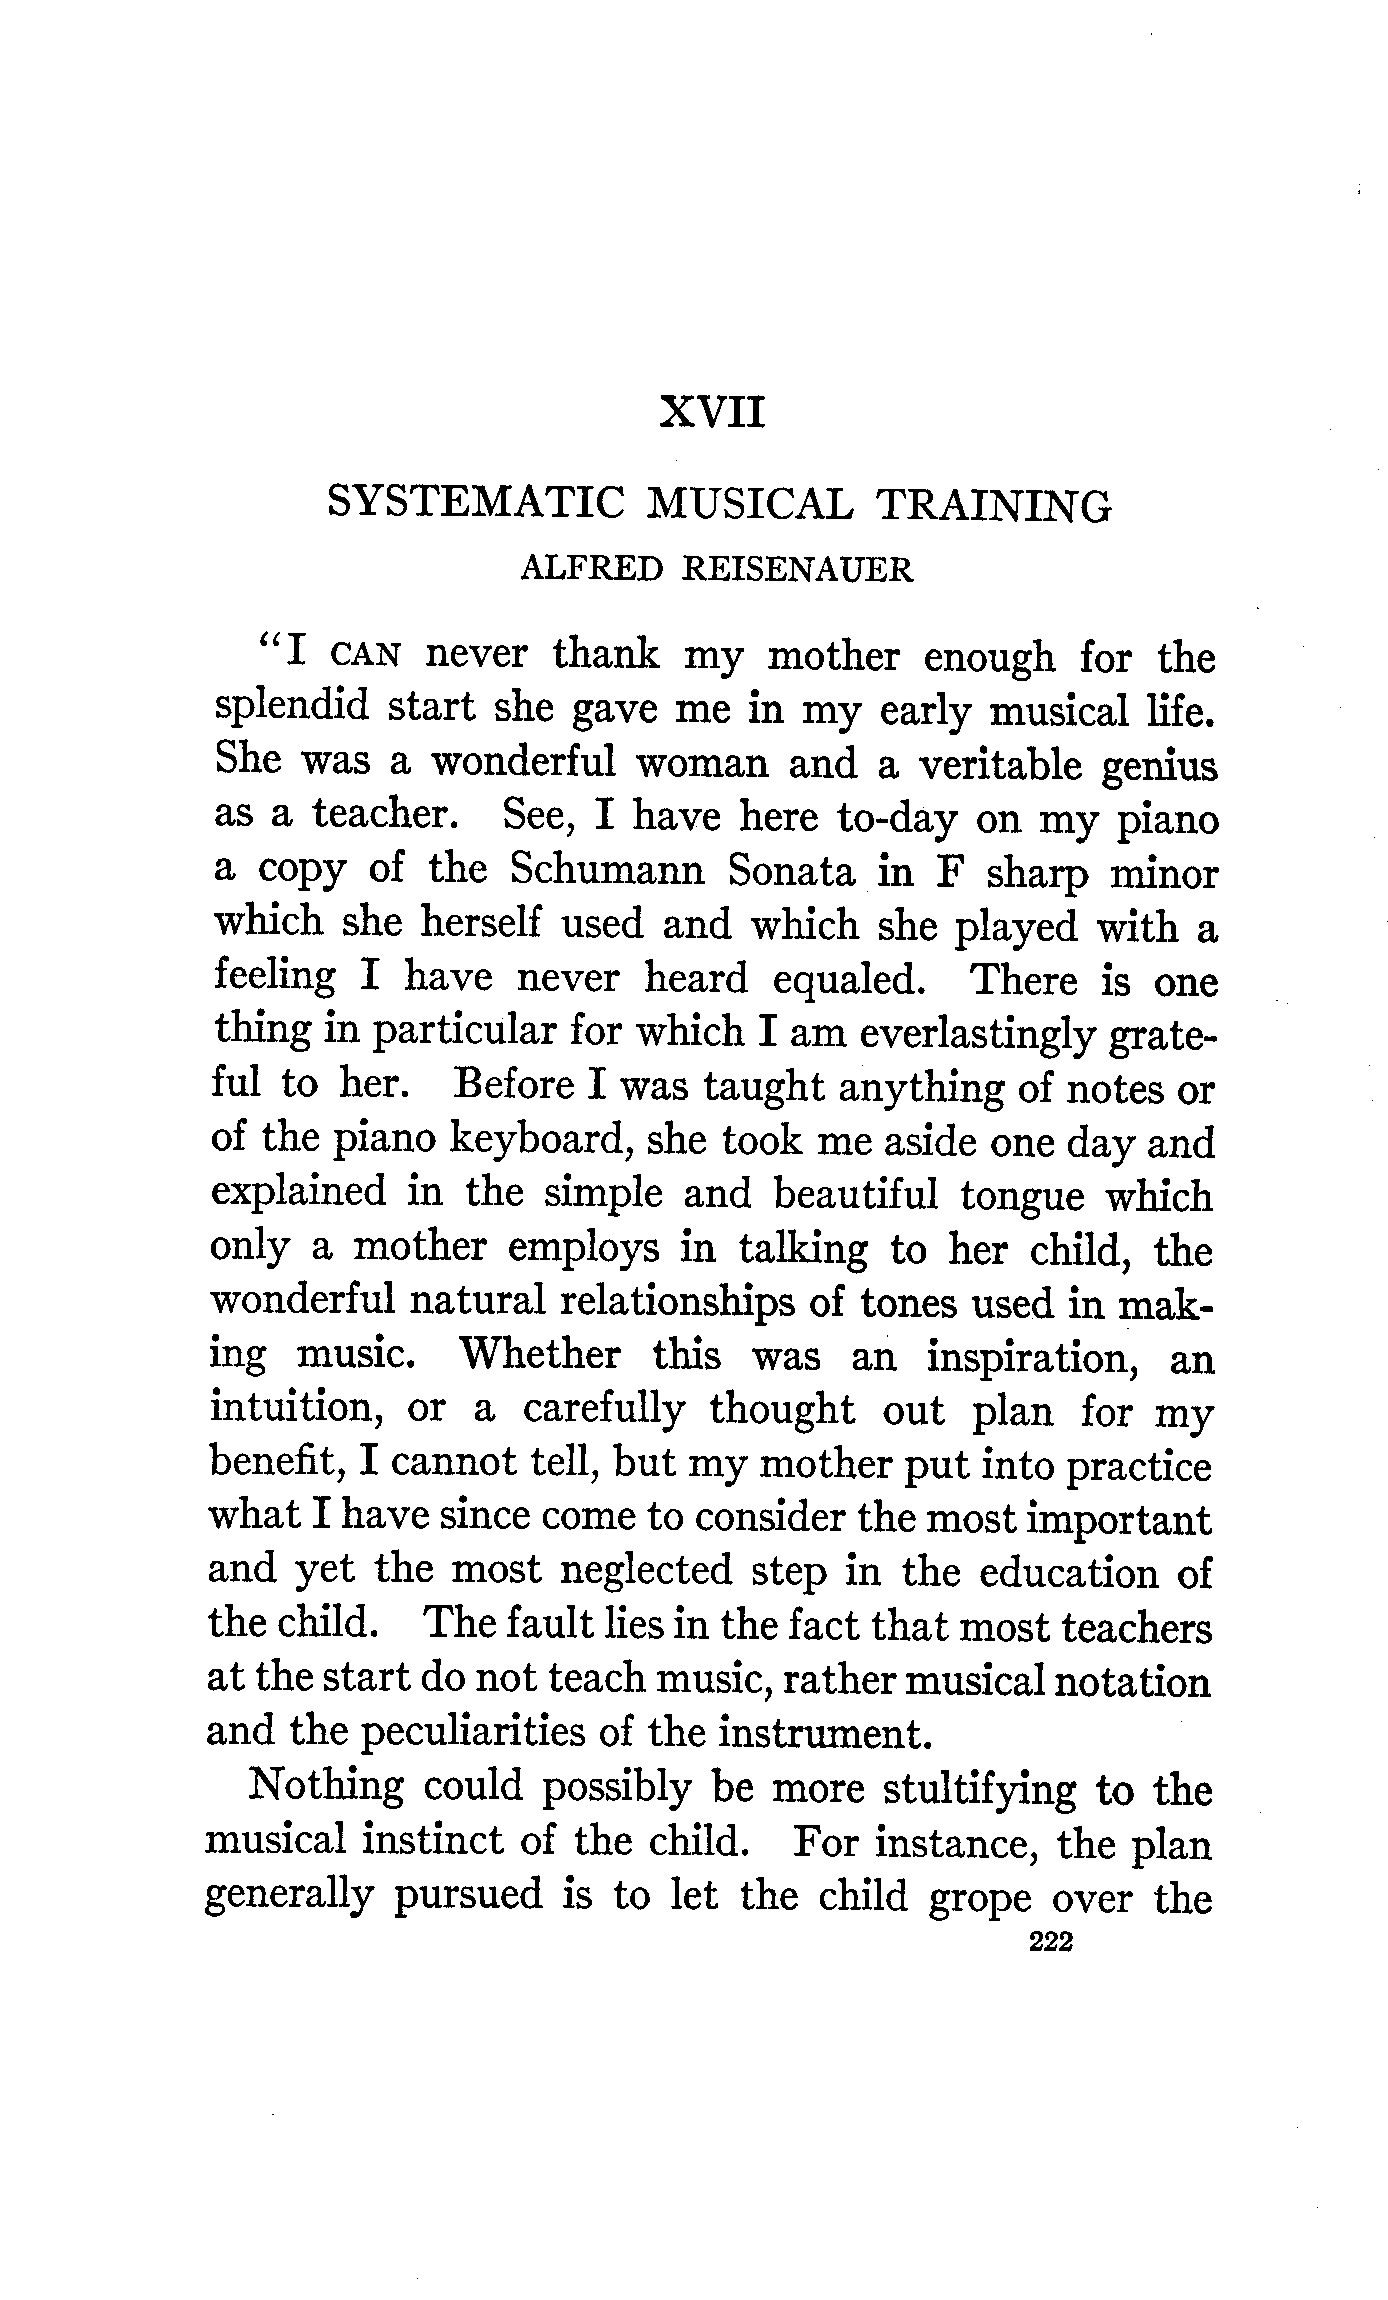 XVII
SYSTEMATIC MUSICAL TRAINING
ALFRED REISENAUER
"I CAN never thank my mother enough for the
splendid start she gave me in my early musical life.
She was a wonderful woman and a veritable genius
as a teacher. See, I have here to-day on my piano
a copy of the Schumann Sonata in F sharp minor
which she herself used and which she played with a
feeling I have never heard equaled. There is one
thing in particular for which I am everlastingly grate-
ful to her. Before I was taught anything of notes or
of the piano keyboard, she took me aside one day and
explained in the simple and beautiful tongue which
only a mother employs in talking to her child, the
wonderful natural relationships of tones used in mak-
ing music. Whether this was an inspiration, an
intuition, or a carefully thought out plan for my
benefit, I cannot tell, but my mother put into practice
what I have since come to consider the most important
and yet the most neglected step in the education of
the child. The fault lies in the fact that most teachers
at the start do not teach music, rather musical notation
and the peculiarities of the instrument.
Nothing could possibly be more stultifying to the
musical instinct of the child. For instance, the plan
generally pursued is to let the child grope over the
222